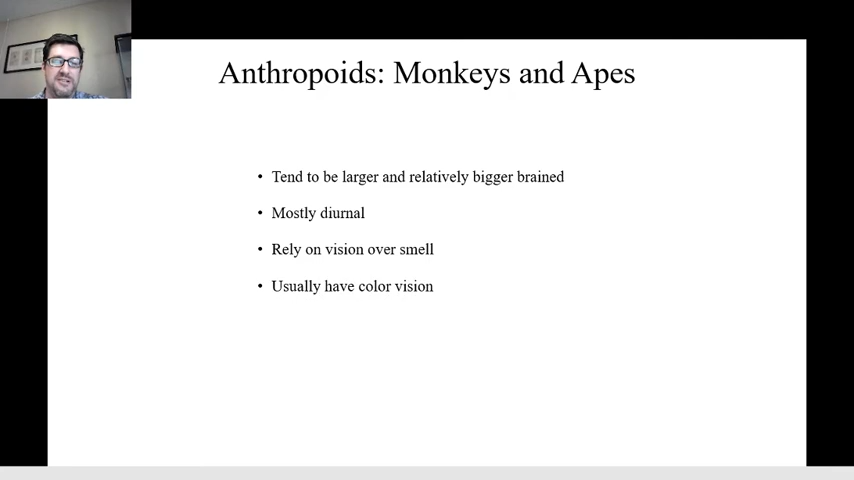 Anthropoids: Monkeys and Apes
• Tend to be larger and relatively bigger brained
• Mostly diurnal
• Rely on vision over smell
• Usually have color vision